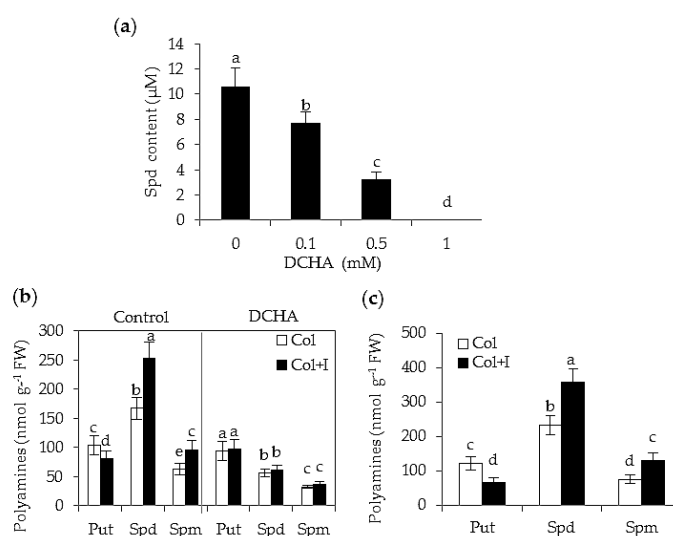 (a)
14
12
10
8
6
4
2
0
Spd content (µM)
a
b
c
d
0 0.1 0.5 1
DCHA (mM)
(b)
Control DCHA
Polyamines (nmol g⁻¹ FW)
300
250
200
150
100
50
0
Col
Col+I
c d b a e c a a b b c c
Put Spd Spm Put Spd Spm
(c)
Polyamines (nmol g⁻¹ FW)
500
400
300
200
100
0
Col
Col+I
c d b a d c
Put Spd Spm